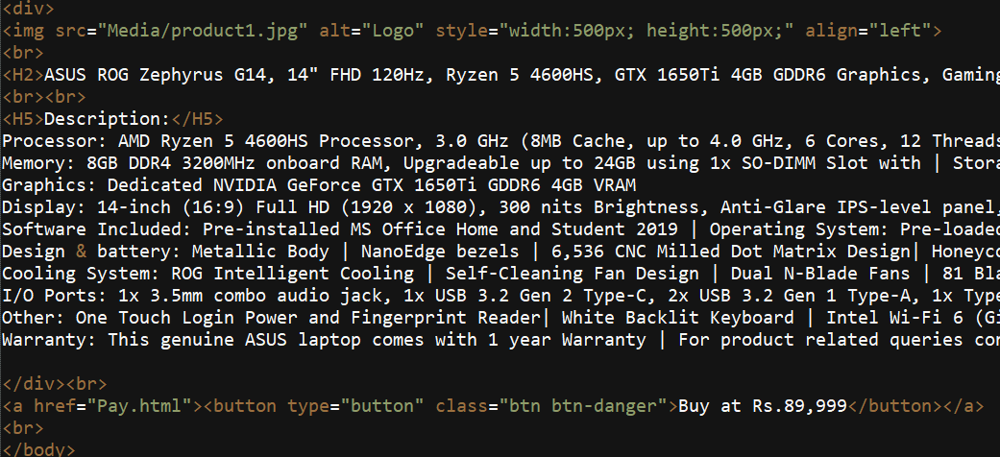 <div>
<img src="Media/product1.jpg" alt="Logo" style="width:500px; height:500px;" align="left">
<br>
<H2>ASUS ROG Zephyrus G14, 14" FHD 120Hz, Ryzen 5 4600HS, GTX 1650Ti 4GB GDDR6 Graphics, Gaming
<br><br>
<H5>Description:</H5>
Processor: AMD Ryzen 5 4600HS Processor, 3.0 GHz (8MB Cache, up to 4.0 GHz, 6 Cores, 12 Threads
Memory: 8GB DDR4 3200MHz onboard RAM, Upgradeable up to 24GB using 1x SO-DIMM Slot with | Stora
Graphics: Dedicated NVIDIA GeForce GTX 1650Ti GDDR6 4GB VRAM
Display: 14-inch (16:9) Full HD (1920 x 1080), 300 nits Brightness, Anti-Glare IPS-level panel,
Software Included: Pre-installed MS Office Home and Student 2019 | Operating System: Pre-loaded
Design & battery: Metallic Body | NanoEdge bezels | 6,536 CNC Milled Dot Matrix Design| Honeyco
Cooling System: ROG Intelligent Cooling | Self-Cleaning Fan Design | Dual N-Blade Fans | 81 Bla
I/O Ports: 1x 3.5mm combo audio jack, 1x USB 3.2 Gen 2 Type-C, 2x USB 3.2 Gen 1 Type-A, 1x Type
Other: One Touch Login Power and Fingerprint Reader| White Backlit Keyboard | Intel Wi-Fi 6 (Gi
Warranty: This genuine ASUS laptop comes with 1 year Warranty | For product related queries con
</div><br>
<a href="Pay.html"><button type="button" class="btn btn-danger">Buy at Rs.89,999</button></a>
<br>
</body>